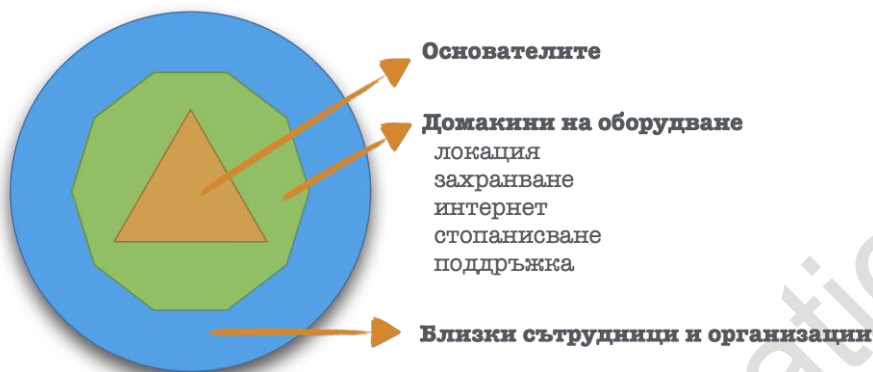 Основателите
Домакини на оборудване
локация
захранване
интернет
стопанисване
поддръжка
Близки сътрудници и организации